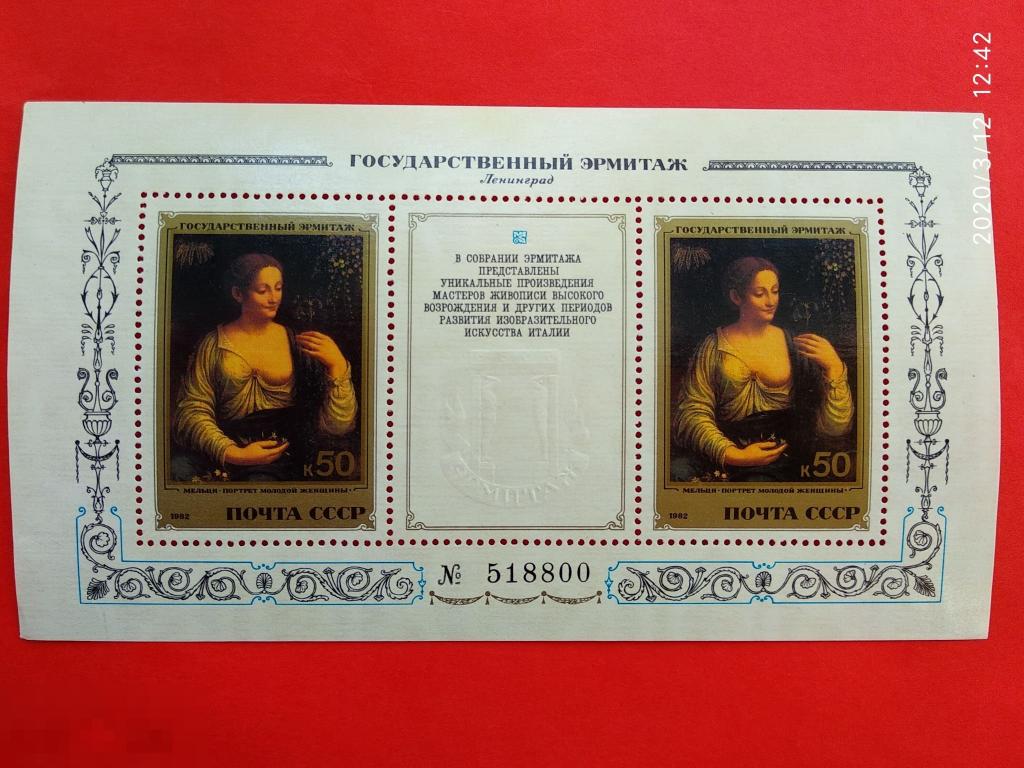 ГОСУДАРСТВЕННЫЙ ЭРМИТАЖ
Ленинград
ГОСУДАРСТВЕННЫЙ ЭРМИТАЖ
к50
МЕЛЬЦИ·ПОРТРЕТ МОЛОДОЙ ЖЕНЩИНЫ
1982 ПОЧТА СССР
В СОБРАНИИ ЭРМИТАЖА
ПРЕДСТАВЛЕНЫ
УНИКАЛЬНЫЕ ПРОИЗВЕДЕНИЯ
МАСТЕРОВ ЖИВОПИСИ ВЫСОКОГО
ВОЗРОЖДЕНИЯ И ДРУГИХ ПЕРИОДОВ
РАЗВИТИЯ ИЗОБРАЗИТЕЛЬНОГО
ИСКУССТВА ИТАЛИИ
ЭРМИТАЖ
ГОСУДАРСТВЕННЫЙ ЭРМИТАЖ
к50
МЕЛЬЦИ·ПОРТРЕТ МОЛОДОЙ ЖЕНЩИНЫ
1982 ПОЧТА СССР
№ 518800
2020/3/12 12:42